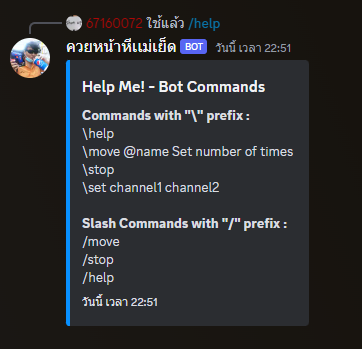 67160072 ใช้แล้ว /help
ควยหน้าหีแม่เย็ด BOT วันนี้ เวลา 22:51
Help Me! - Bot Commands
Commands with "\" prefix :
\help
\move @name Set number of times
\stop
\set channel1 channel2
Slash Commands with "/" prefix :
/move
/stop
/help
วันนี้ เวลา 22:51